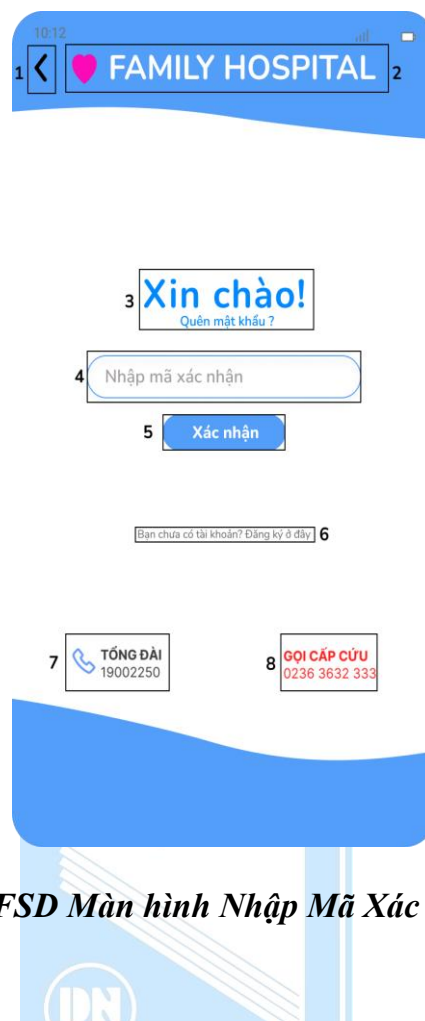 10:12
1 FAMILY HOSPITAL 2
3 Xin chào!
Quên mật khẩu ?
4 Nhập mã xác nhận
5 Xác nhận
Bạn chưa có tài khoản? Đăng ký ở đây 6
7 TỔNG ĐÀI
19002250
8 GỌI CẤP CỨU
0236 3632 333
FSD Màn hình Nhập Mã Xác
DN